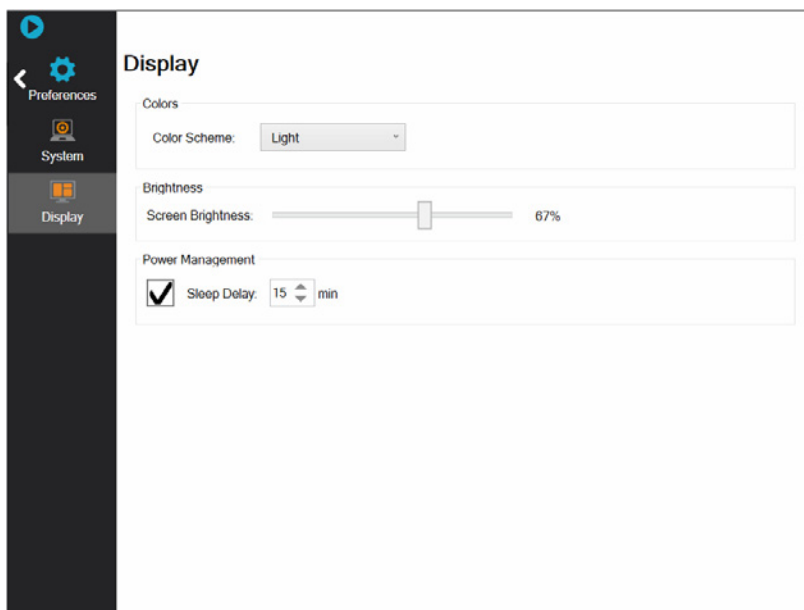 Preferences
System
Display
Display
Colors
Color Scheme: Light
Brightness
Screen Brightness: 67%
Power Management
Sleep Delay: 15 min